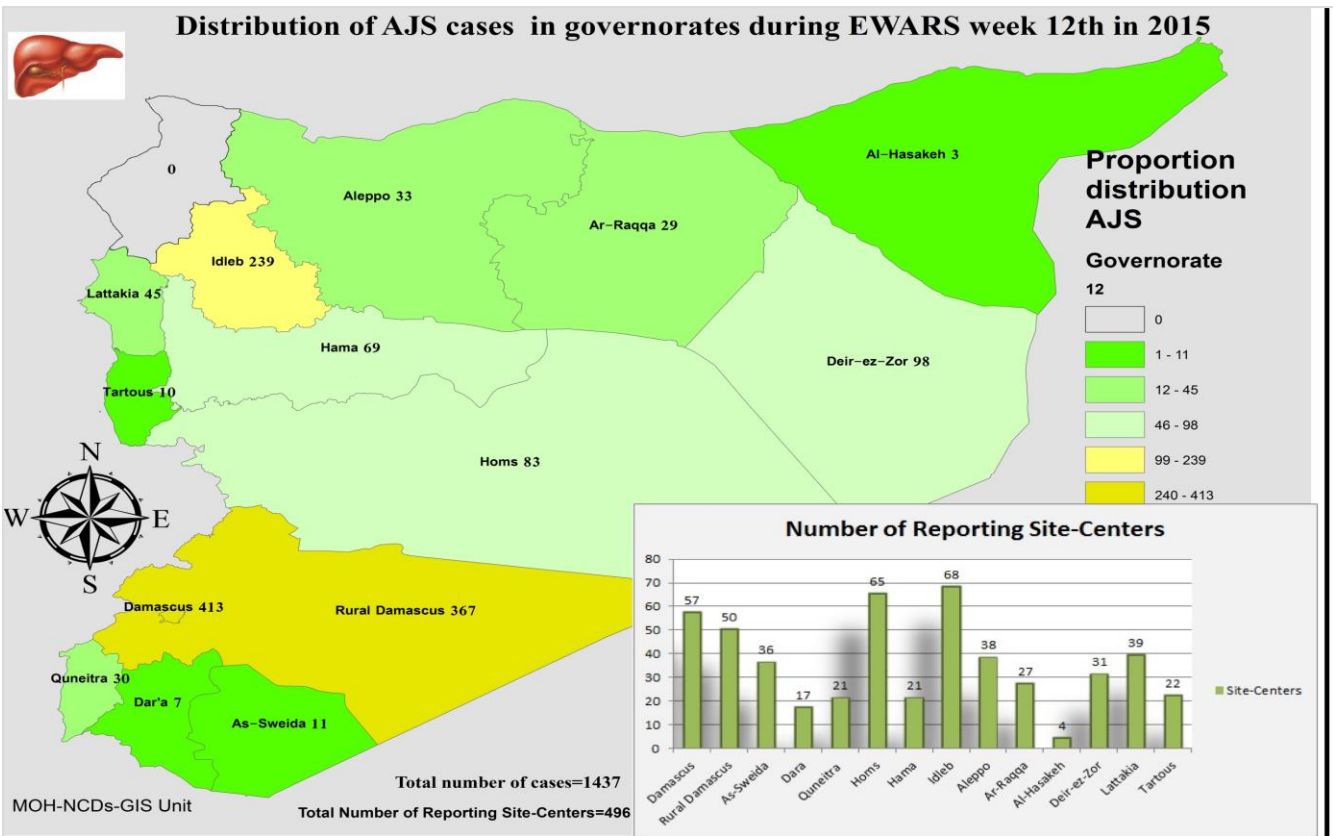 Distribution of AJS cases in governorates during EWARS week 12th in 2015
0
Aleppo 33
Ar-Raqqa 29
Al-Hasakeh 3
Idleb 239
Lattakia 45
Hama 69
Deir-ez-Zor 98
Tartous 10
Homs 83
N
W E
S
Damascus 413
Rural Damascus 367
Quneitra 30
Dar'a 7
As-Sweida 11
Proportion
distribution
AJS
Governorate
12
0
1 - 11
12 - 45
46 - 98
99 - 239
240 - 413
Number of Reporting Site-Centers
80
70
60
50
40
30
20
10
0
57
50
36
17
21
65
21
68
38
27
4
31
39
22
Damascus
Rural Damascus
As-Sweida
Dara
Quneitra
Homs
Hama
Idleb
Aleppo
Ar-Raqqa
Al-Hasakeh
Deir-ez-Zor
Lattakia
Tartous
Site-Centers
Total number of cases=1437
Total Number of Reporting Site-Centers=496
MOH-NCDs-GIS Unit